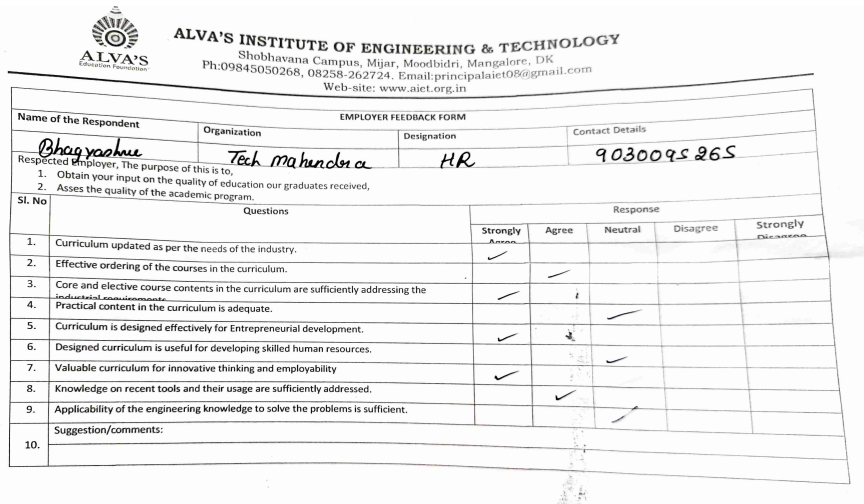 ALVA'S
Education Foundation
ALVA'S INSTITUTE OF ENGINEERING & TECHNOLOGY
Shobhavana Campus, Mijar, Moodbidri, Mangalore, DK
Ph:09845050268, 08258-262724. Email:principalaiet08@gmail.com
Web-site: www.aiet.org.in
EMPLOYER FEEDBACK FORM
Name of the Respondent Organization Designation Contact Details
Bhagyashree Tech mahendra HR 9030095265
Respected Employer, The purpose of this is to,
1. Obtain your input on the quality of education our graduates received,
2. Asses the quality of the academic program.
Sl. No Questions Response
Strongly Agree Agree Neutral Disagree Strongly Disagree
1. Curriculum updated as per the needs of the industry. ✓
2. Effective ordering of the courses in the curriculum. ✓
3. Core and elective course contents in the curriculum are sufficiently addressing the ✓
industrial requirements
4. Practical content in the curriculum is adequate. ✓
5. Curriculum is designed effectively for Entrepreneurial development. ✓
6. Designed curriculum is useful for developing skilled human resources. ✓
7. Valuable curriculum for innovative thinking and employability ✓
8. Knowledge on recent tools and their usage are sufficiently addressed. ✓
9. Applicability of the engineering knowledge to solve the problems is sufficient. ✓
10. Suggestion/comments: